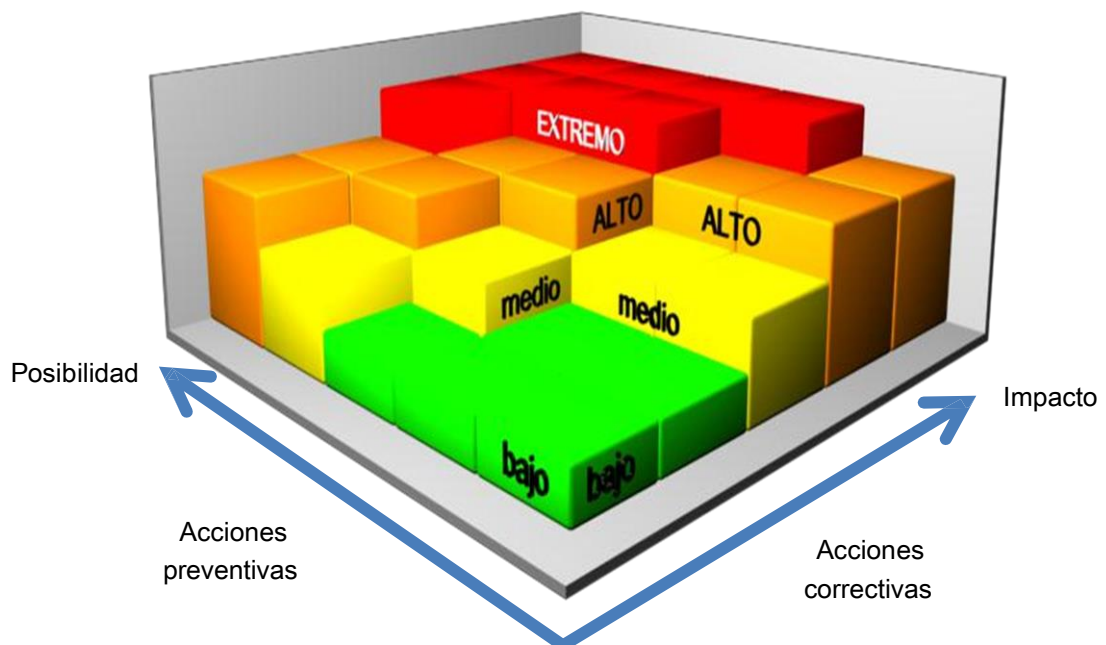 EXTREMO
ALTO
ALTO
medio
medio
Posibilidad
Impacto
bajo
bajo
Acciones
preventivas
Acciones
correctivas